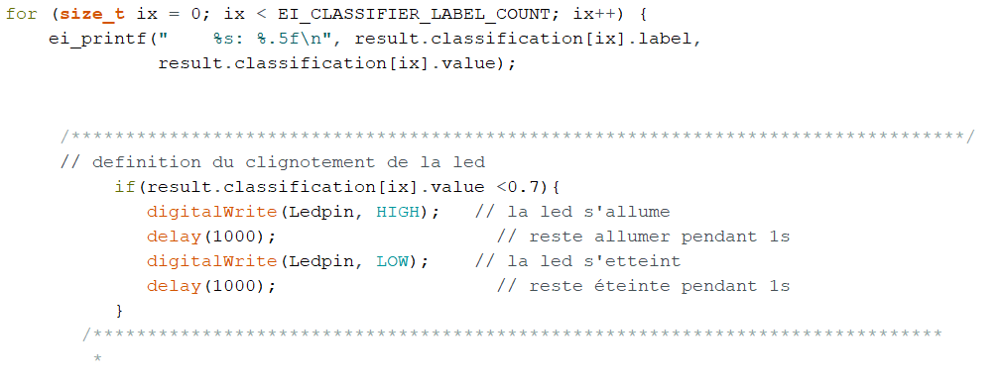 for (size_t ix = 0; ix < EI_CLASSIFIER_LABEL_COUNT; ix++) {
    ei_printf("    %s: %.5f\n", result.classification[ix].label,
              result.classification[ix].value);
     /**********************************************************************************/
     // definition du clignotement de la led
          if(result.classification[ix].value <0.7){
             digitalWrite(Ledpin, HIGH);   // la led s'allume
             delay(1000);                    // reste allumer pendant 1s
             digitalWrite(Ledpin, LOW);    // la led s'etteint
             delay(1000);                    // reste éteinte pendant 1s
          }
       /******************************************************************************
        *